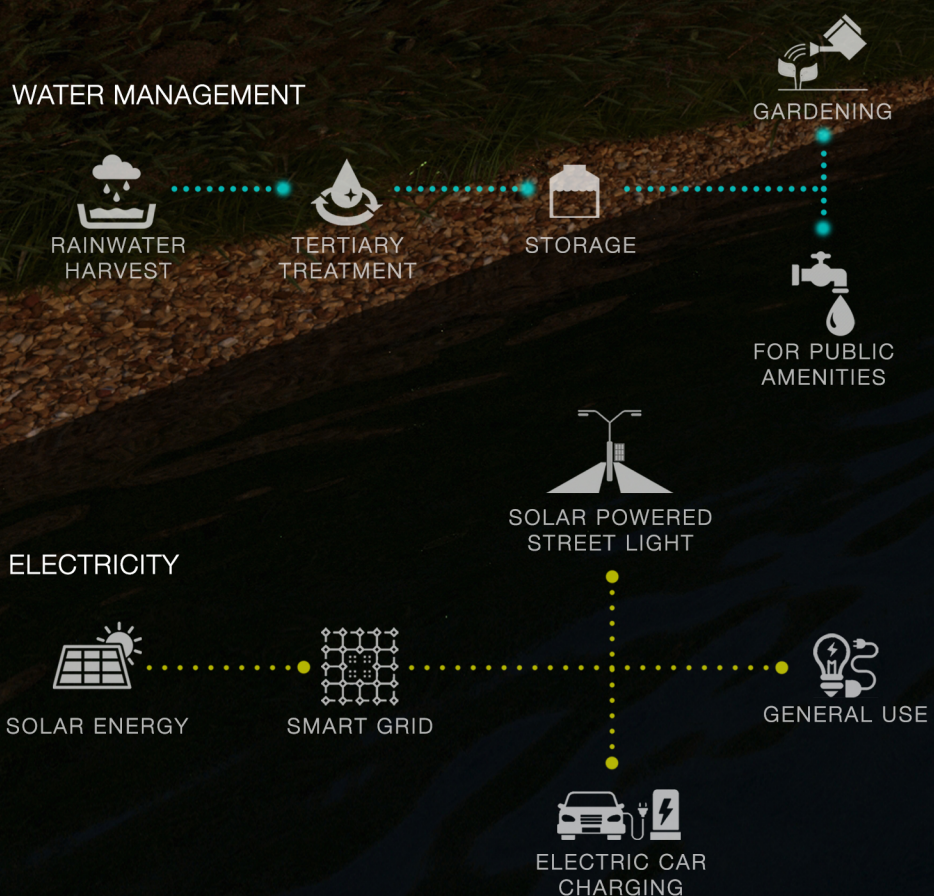 WATER MANAGEMENT
GARDENING
RAINWATER
HARVEST
TERTIARY
TREATMENT
STORAGE
FOR PUBLIC
AMENITIES
SOLAR POWERED
STREET LIGHT
ELECTRICITY
SOLAR ENERGY
SMART GRID
GENERAL USE
ELECTRIC CAR
CHARGING